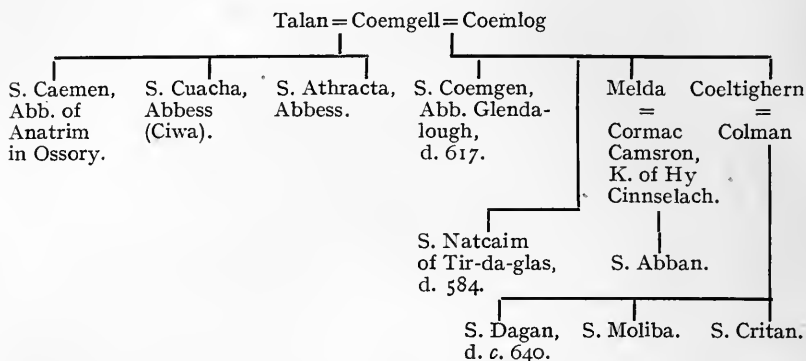 Talan=Coemgell=Coemlog
S. Caemen,
Abb. of
Anatrim
in Ossory.
S. Cuacha,
Abbess
(Ciwa).
S. Athracta,
Abbess.
S. Coemgen,
Abb. Glenda-
lough,
d. 617.
Melda
=
Cormac
Camsron,
K. of Hy
Cinnselach.
Coeltighern
=
Colman
S. Natcaim
of Tir-da-glas,
d. 584.
S. Abban.
S. Dagan,
d. c. 640.
S. Moliba.
S. Critan.